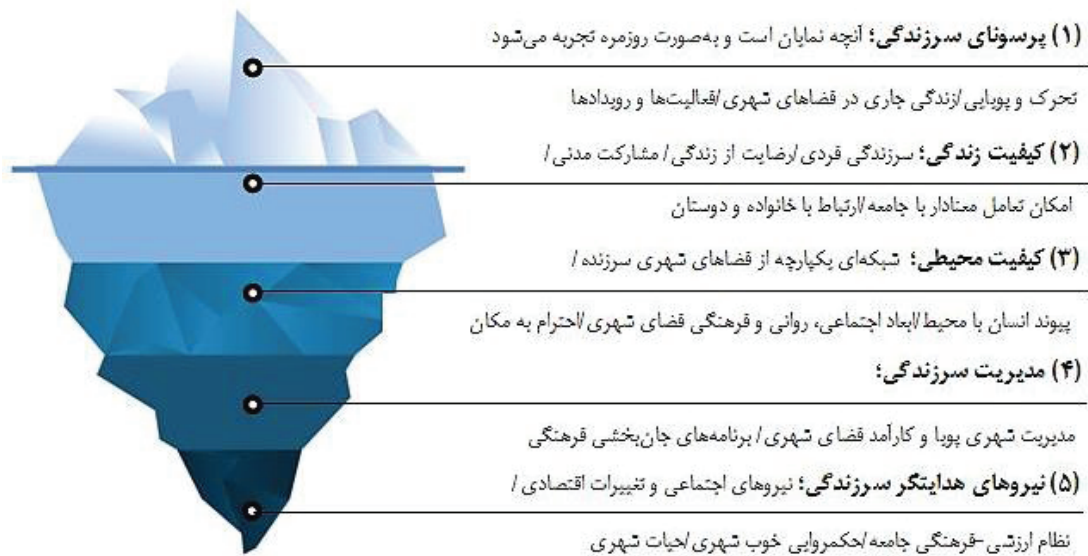 (۱) پرسونای سرزندگی؛ آنچه نمایان است و به‌صورت روزمره تجربه می‌شود
تحرک و پویایی/زندگی جاری در فضاهای شهری/فعالیت‌ها و رویدادها
(۲) کیفیت زندگی؛ سرزندگی فردی/رضایت از زندگی/ مشارکت مدنی/
امکان تعامل معنادار با جامعه/ارتباط با خانواده و دوستان
(۳) کیفیت محیطی؛ شبکه‌ای یکپارچه از فضاهای شهری سرزنده/
پیوند انسان با محیط/ابعاد اجتماعی، روانی و فرهنگی فضای شهری/احترام به مکان
(۴) مدیریت سرزندگی؛
مدیریت شهری پویا و کارآمد فضای شهری/ برنامه‌های جان‌بخشی فرهنگی
(۵) نیروهای هدایتگر سرزندگی؛ نیروهای اجتماعی و تغییرات اقتصادی/
نظام ارزشی-فرهنگی جامعه/حکمروایی خوب شهری/حیات شهری